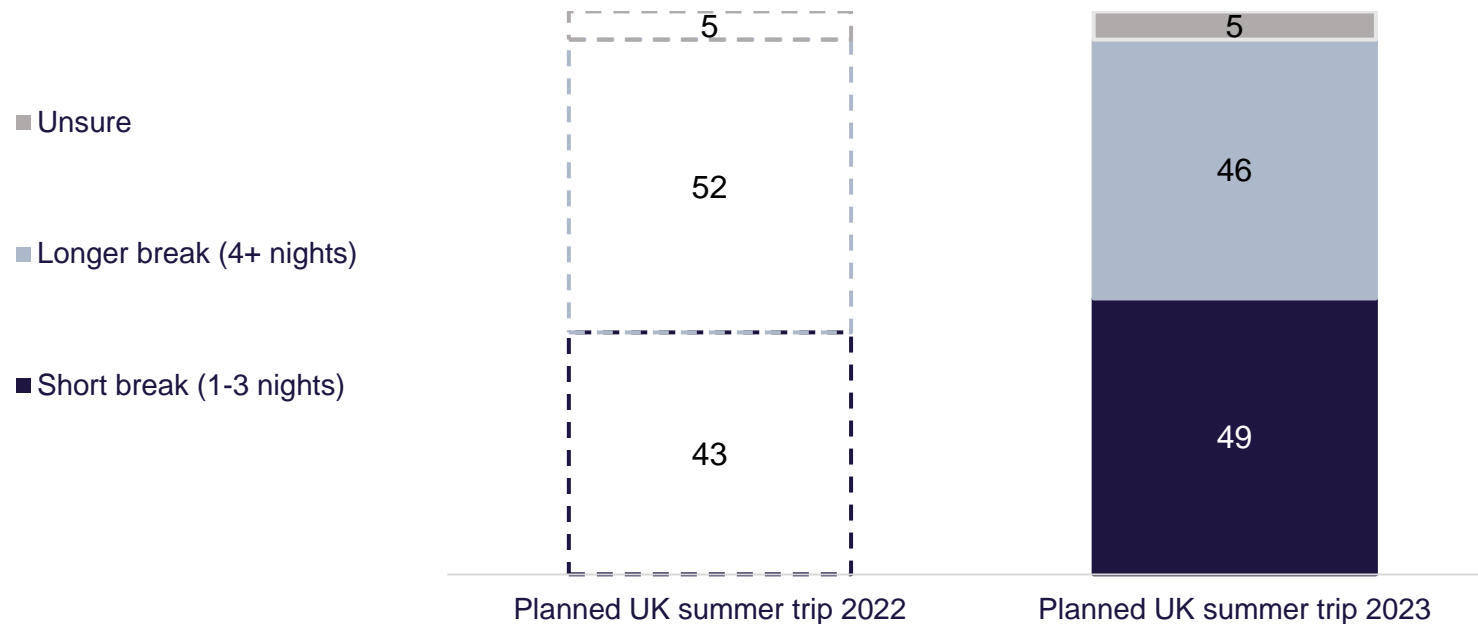 Unsure
Longer break (4+ nights)
Short break (1-3 nights)
5
52
43
5
46
49
Planned UK summer trip 2022
Planned UK summer trip 2023